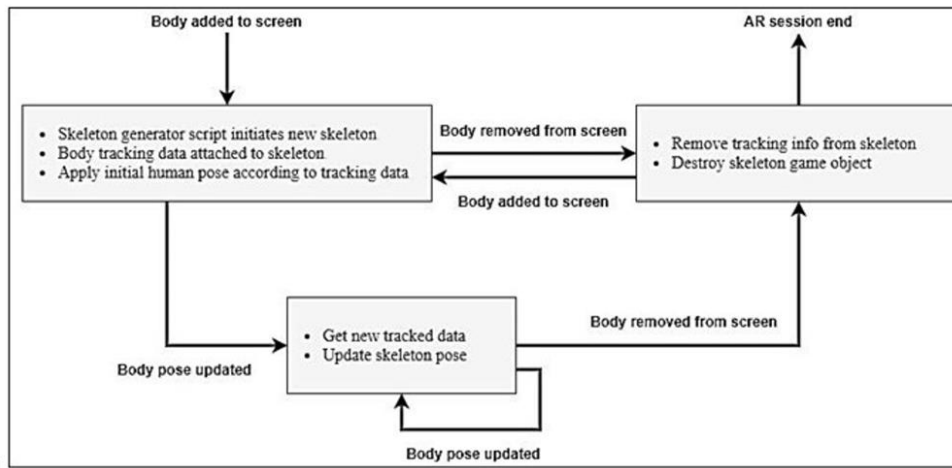 Body added to screen
AR session end
• Skeleton generator script initiates new skeleton
• Body tracking data attached to skeleton
• Apply initial human pose according to tracking data
Body removed from screen
• Remove tracking info from skeleton
• Destroy skeleton game object
Body added to screen
• Get new tracked data
• Update skeleton pose
Body removed from screen
Body pose updated
Body pose updated